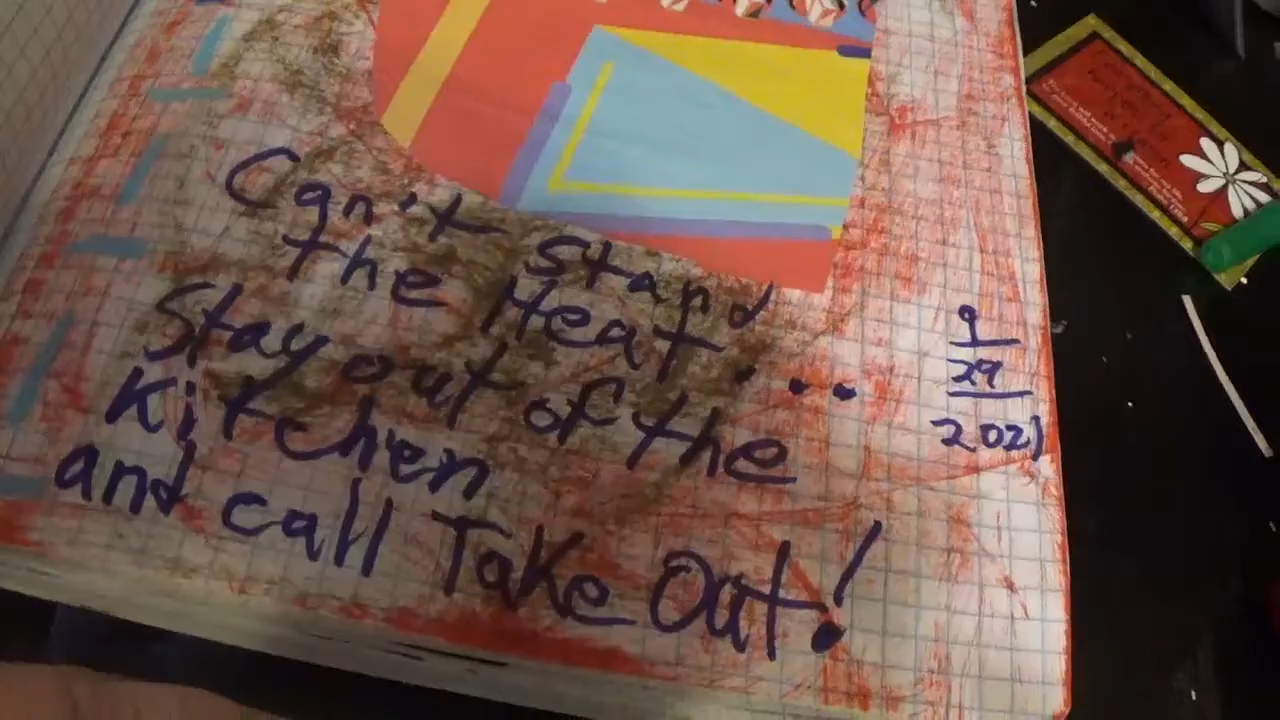 Can't stand
the Heat...
Stay out of the
Kitchen
and call Take Out!
9
29
2021